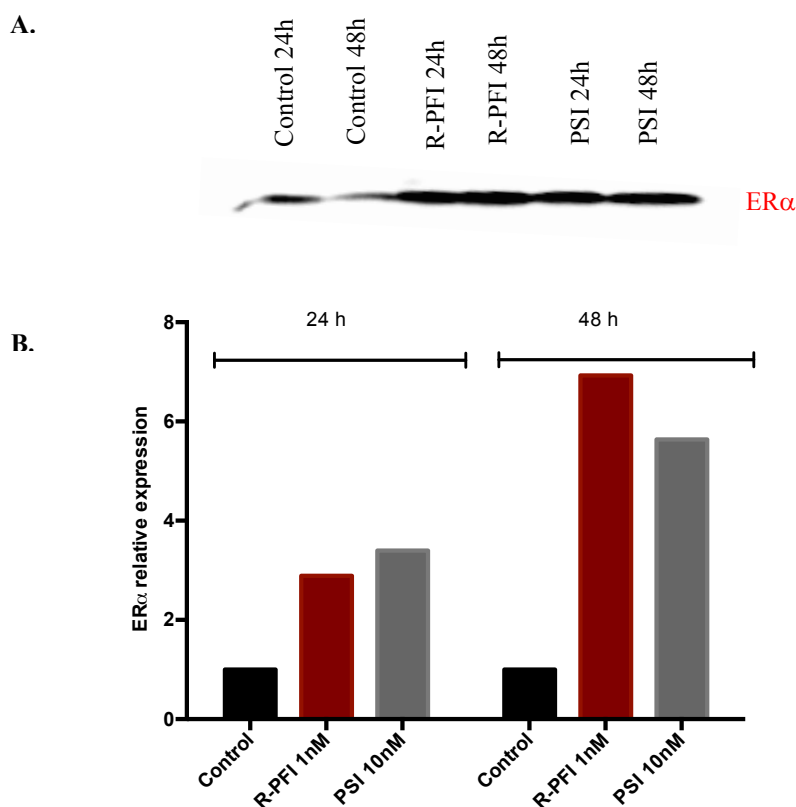 A.
Control 24h
Control 48h
R-PFI 24h
R-PFI 48h
PSI 24h
PSI 48h
ERα
B.
24 h
48 h
8
6
4
2
0
ERα relative expression
Control
R-PFI 1nM
PSI 10nM
Control
R-PFI 1nM
PSI 10nM